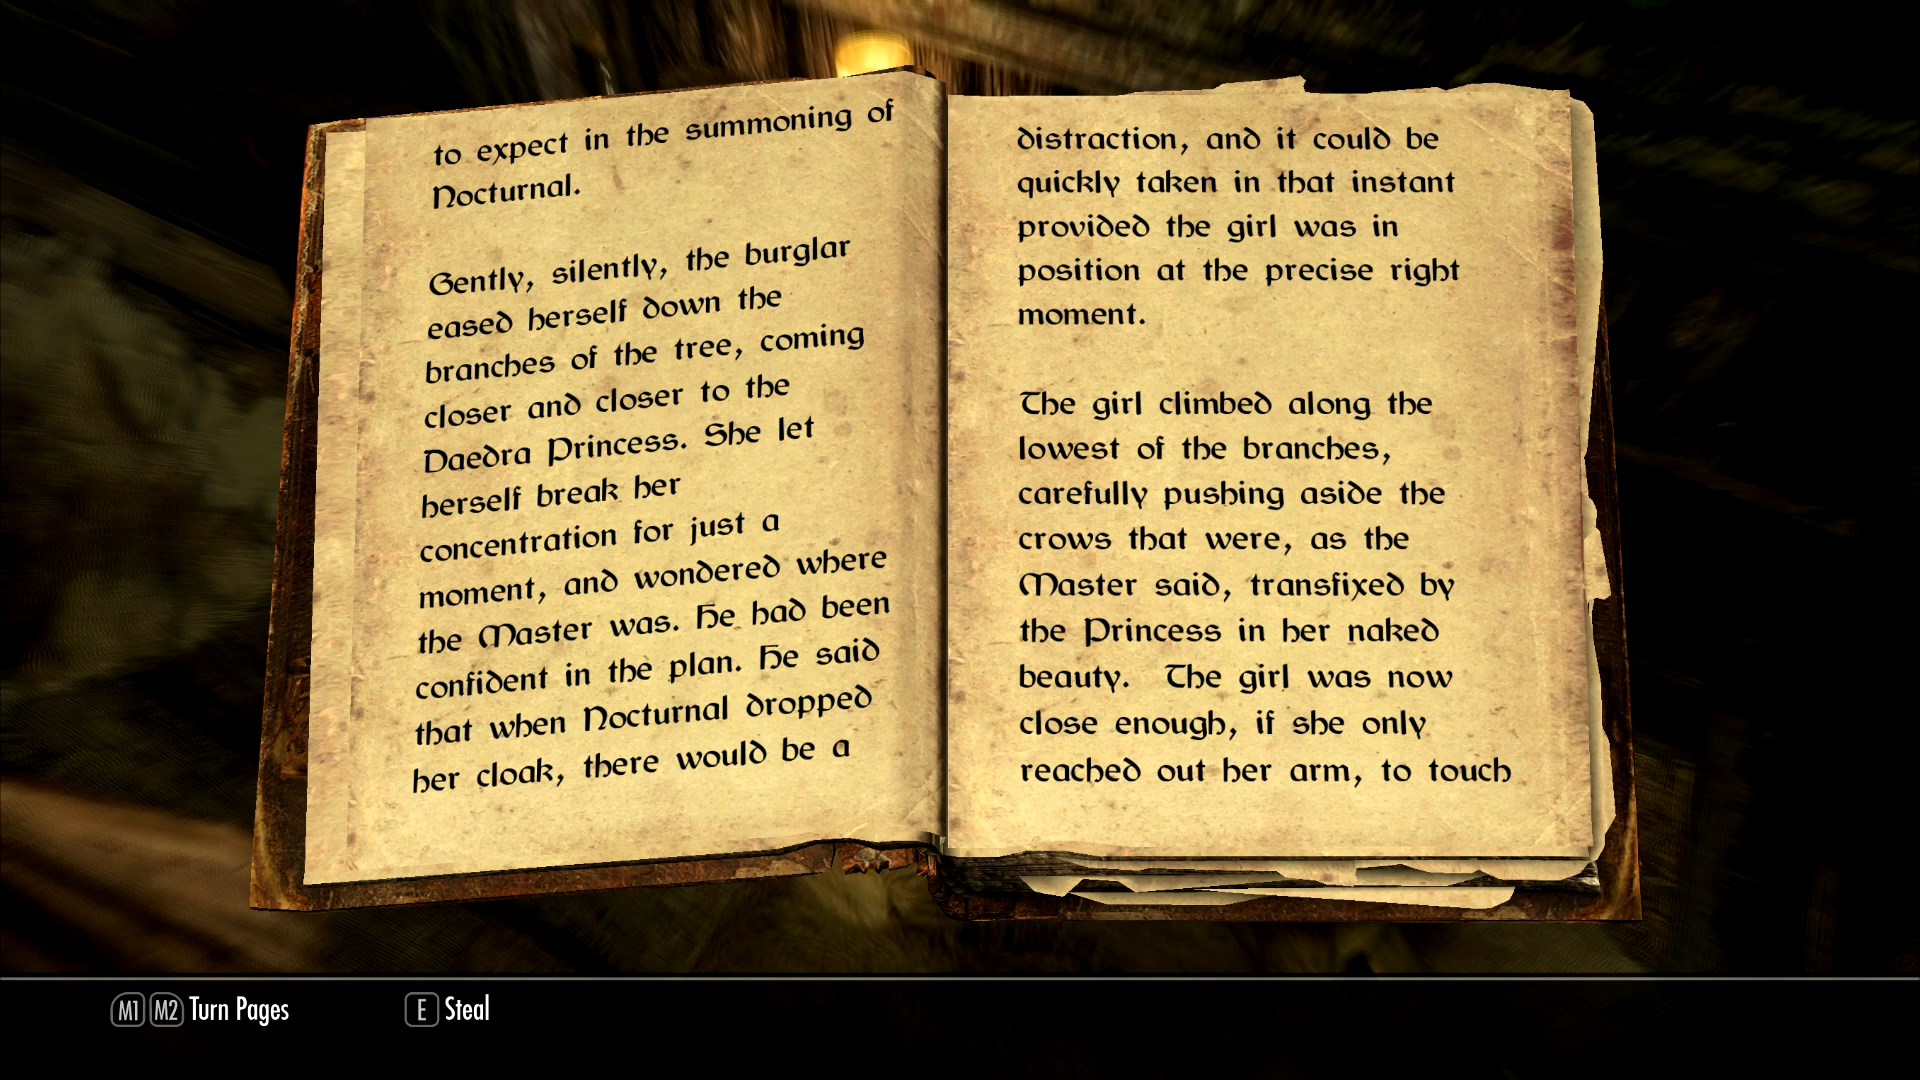 to expect in the summoning of
Nocturnal.
Gently, silently, the burglar
eased herself down the
branches of the tree, coming
closer and closer to the
Daedra Princess. She let
herself break her
concentration for just a
moment, and wondered where
the Master was. He had been
confident in the plan. He said
that when Nocturnal dropped
her cloak, there would be a
distraction, and it could be
quickly taken in that instant
provided the girl was in
position at the precise right
moment.
The girl climbed along the
lowest of the branches,
carefully pushing aside the
crows that were, as the
Master said, transfixed by
the Princess in her naked
beauty.  The girl was now
close enough, if she only
reached out her arm, to touch
M1 M2 Turn Pages
E Steal